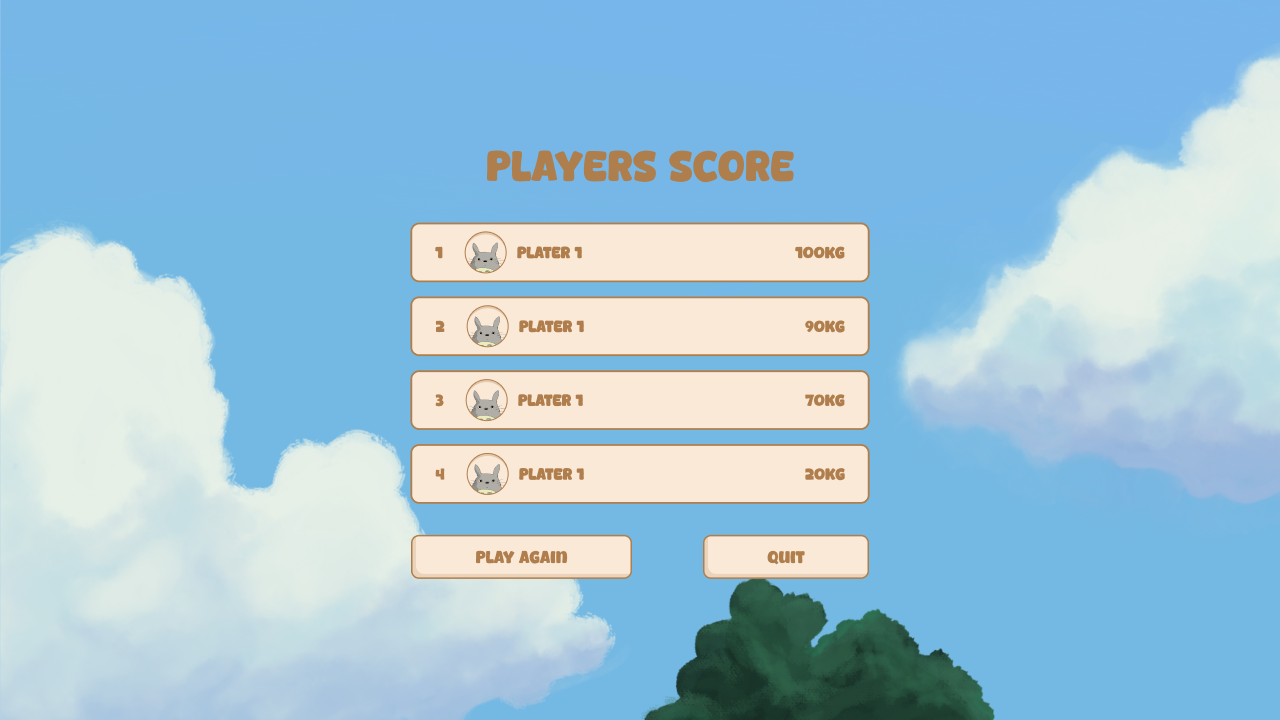 PLAYERS SCORE
1 PLATER 1 100KG
2 PLATER 1 90KG
3 PLATER 1 70KG
4 PLATER 1 20KG
PLAY AGAIN QUIT